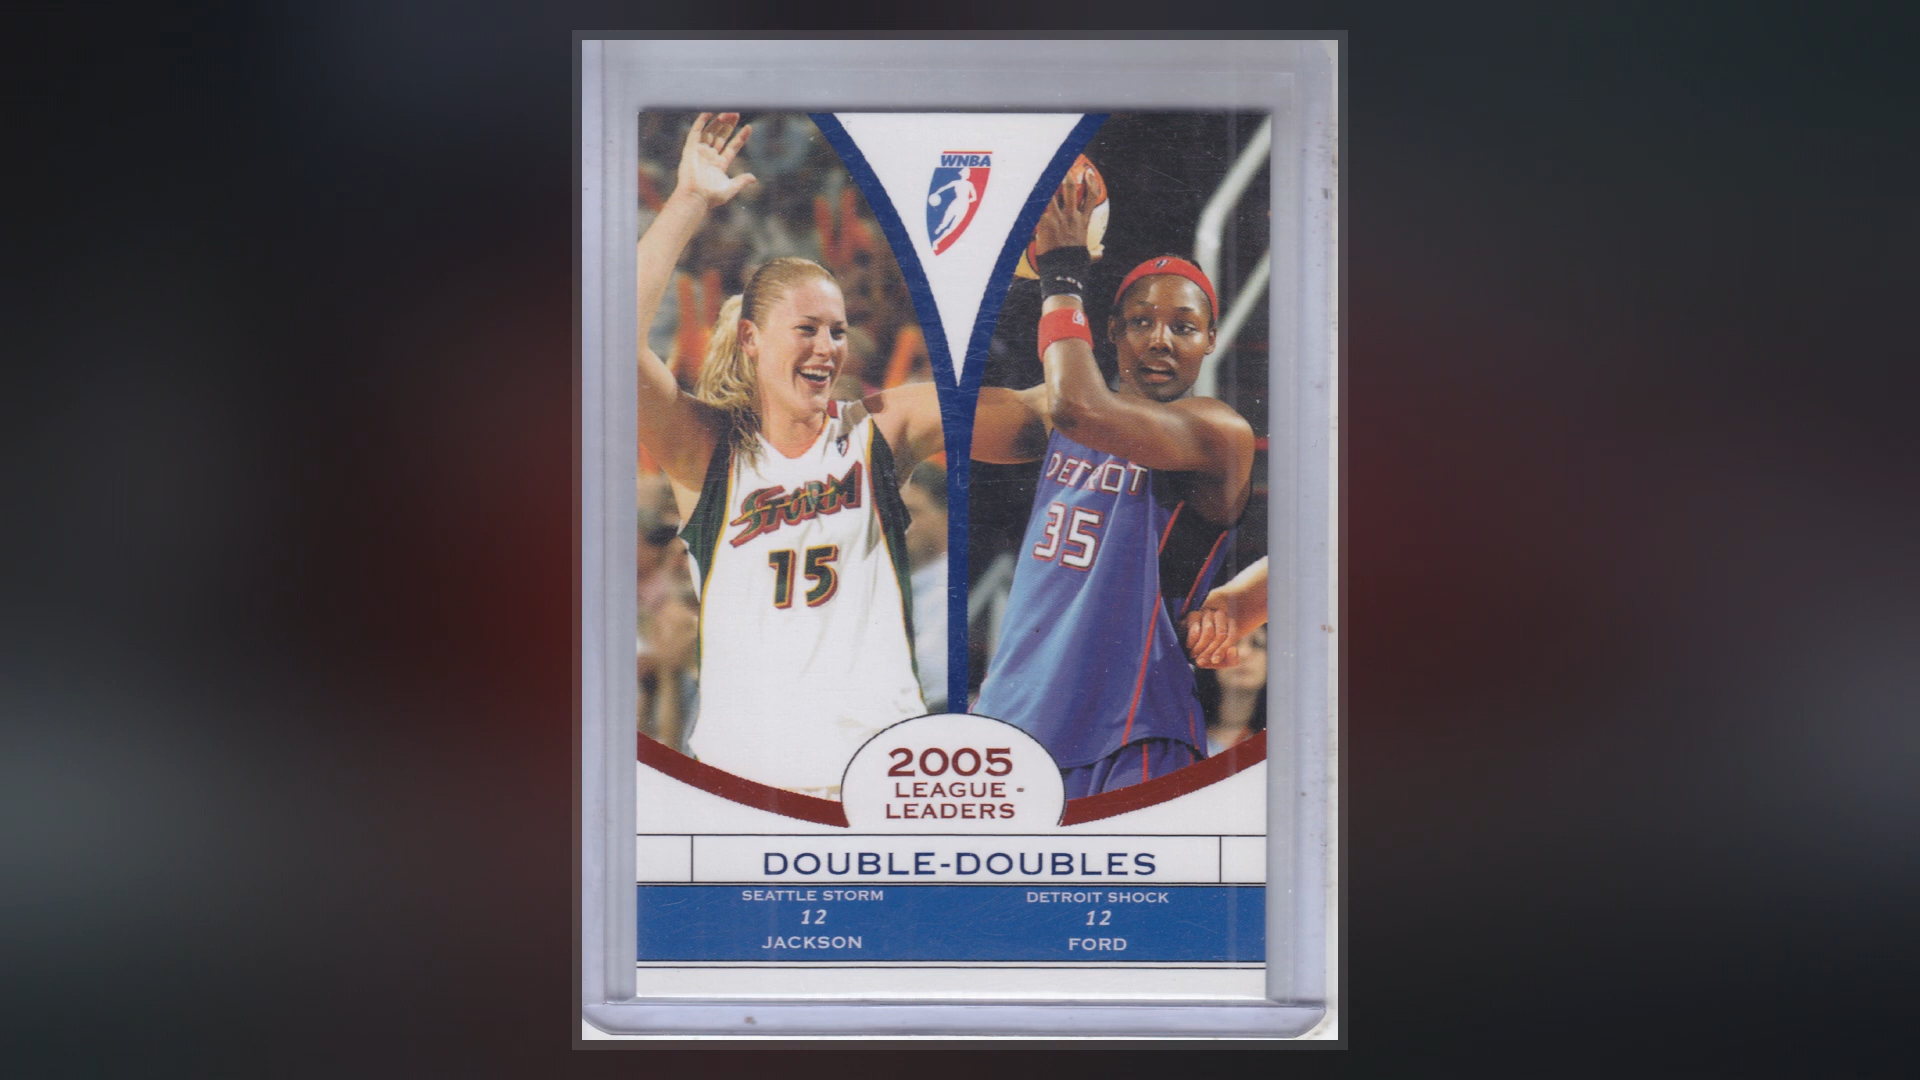 WNBA
STORM
15
DETROIT
35
2005
LEAGUE
LEADERS
DOUBLE-DOUBLES
SEATTLE STORM
12
JACKSON
DETROIT SHOCK
12
FORD